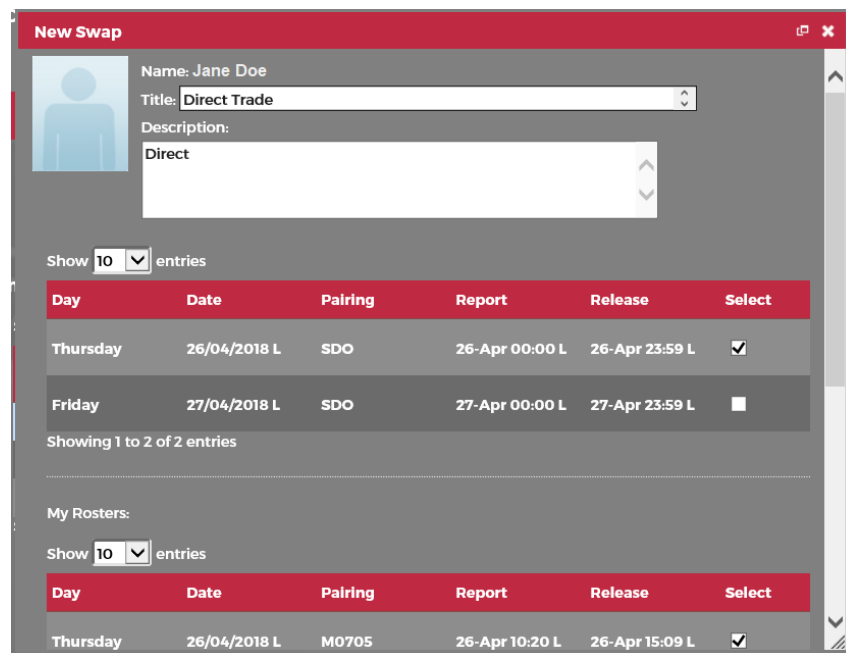 New Swap
Name: Jane Doe
Title: Direct Trade
Description:
Direct
Show 10 entries
Day Date Pairing Report Release Select
Thursday 26/04/2018 L SDO 26-Apr 00:00 L 26-Apr 23:59 L
Friday 27/04/2018 L SDO 27-Apr 00:00 L 27-Apr 23:59 L
Showing 1 to 2 of 2 entries
My Rosters:
Show 10 entries
Day Date Pairing Report Release Select
Thursday 26/04/2018 L M0705 26-Apr 10:20 L 26-Apr 15:09 L